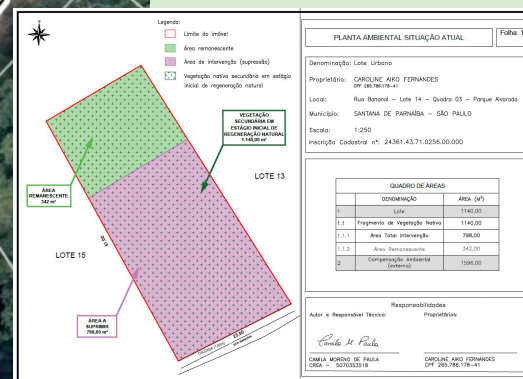 Legenda:
Limite do imóvel
Área remanescente
Área de intervenção (supressão)
Vegetação nativa secundária em estágio
inicial de regeneração natural
VEGETAÇÃO
SECUNDÁRIA EM
ESTÁGIO INICIAL DE
REGENERAÇÃO NATURAL
1.140,00 m²
LOTE 13
ÁREA
REMANESCENTE
342 m²
LOTE 15
ÁREA A
SUPRIMIR
798,00 m²
PLANTA AMBIENTAL SITUAÇÃO ATUAL
Folha: 1
Denominação: Lote Urbano
Proprietário: CAROLINE AIKO FERNANDES
CPF 265.786.178-41
Local: Rua Bananal - Lote 14 - Quadra 03 - Parque Alvorada
Município: SANTANA DE PARNAÍBA - SÃO PAULO
Escala: 1:250
Inscrição Cadastral nº: 24361.43.71.0256.00.000
QUADRO DE ÁREAS
DENOMINAÇÃO ÁREA (M²)
1 Lote 1140,00
1.1 Fragmento de Vegetação Nativa 1140,00
1.1.1 Área Total Intervenção 798,00
1.1.2 Área Remanescente 342,00
2 Compensação Ambiental (externa) 1596,00
Responsabilidades
Autor e Responsável Técnico: Proprietários:
Camila M. Paula
CAMILA MORENO DE PAULA
CREA - 5070353518
CAROLINE AIKO FERNANDES
CPF 265.786.178-41